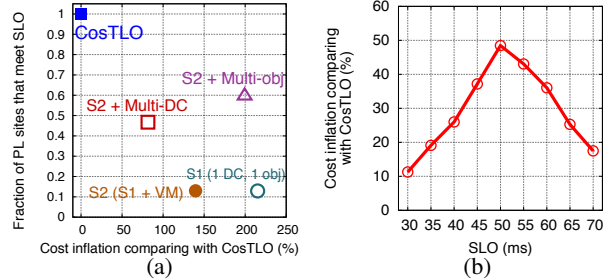 Fraction of PL sites that meet SLO
1
0.9
0.8
0.7
0.6
0.5
0.4
0.3
0.2
0.1
0
CosTLO
S2 + Multi-obj
S2 + Multi-DC
S1 (1 DC, 1 obj)
S2 (S1 + VM)
0 50 100 150 200 250
Cost inflation comparing with CosTLO (%)
(a)
Cost inflation comparing
with CosTLO (%)
60
50
40
30
20
10
0
30 35 40 45 50 55 60 65 70
SLO (ms)
(b)